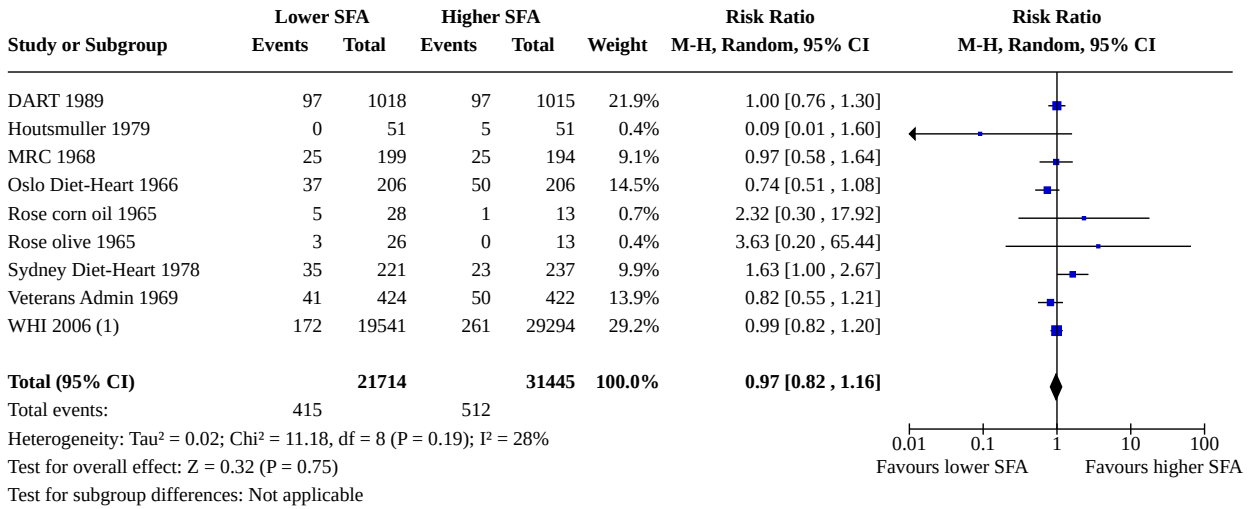 Lower SFA Higher SFA Risk Ratio Risk Ratio
Study or Subgroup Events Total Events Total Weight M-H, Random, 95% CI M-H, Random, 95% CI
DART 1989 97 1018 97 1015 21.9% 1.00 [0.76 , 1.30]
Houtsmuller 1979 0 51 5 51 0.4% 0.09 [0.01 , 1.60]
MRC 1968 25 199 25 194 9.1% 0.97 [0.58 , 1.64]
Oslo Diet-Heart 1966 37 206 50 206 14.5% 0.74 [0.51 , 1.08]
Rose corn oil 1965 5 28 1 13 0.7% 2.32 [0.30 , 17.92]
Rose olive 1965 3 26 0 13 0.4% 3.63 [0.20 , 65.44]
Sydney Diet-Heart 1978 35 221 23 237 9.9% 1.63 [1.00 , 2.67]
Veterans Admin 1969 41 424 50 422 13.9% 0.82 [0.55 , 1.21]
WHI 2006 (1) 172 19541 261 29294 29.2% 0.99 [0.82 , 1.20]
Total (95% CI) 21714 31445 100.0% 0.97 [0.82 , 1.16]
Total events: 415 512
Heterogeneity: Tau² = 0.02; Chi² = 11.18, df = 8 (P = 0.19); I² = 28%
0.01 0.1 1 10 100
Test for overall effect: Z = 0.32 (P = 0.75) Favours lower SFA Favours higher SFA
Test for subgroup differences: Not applicable